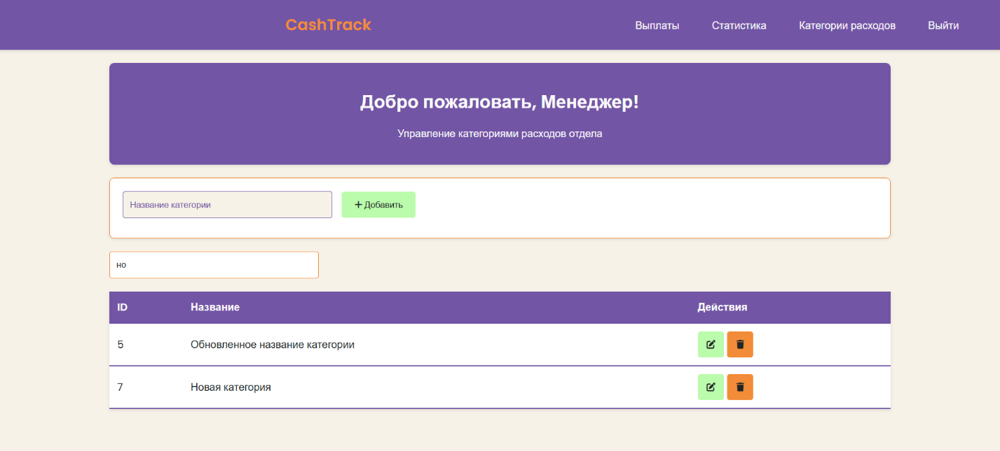 CashTrack
Выплаты
Статистика
Категории расходов
Выйти
Добро пожаловать, Менеджер!
Управление категориями расходов отдела
Название категории
Добавить
но
ID Название Действия
5 Обновленное название категории
7 Новая категория